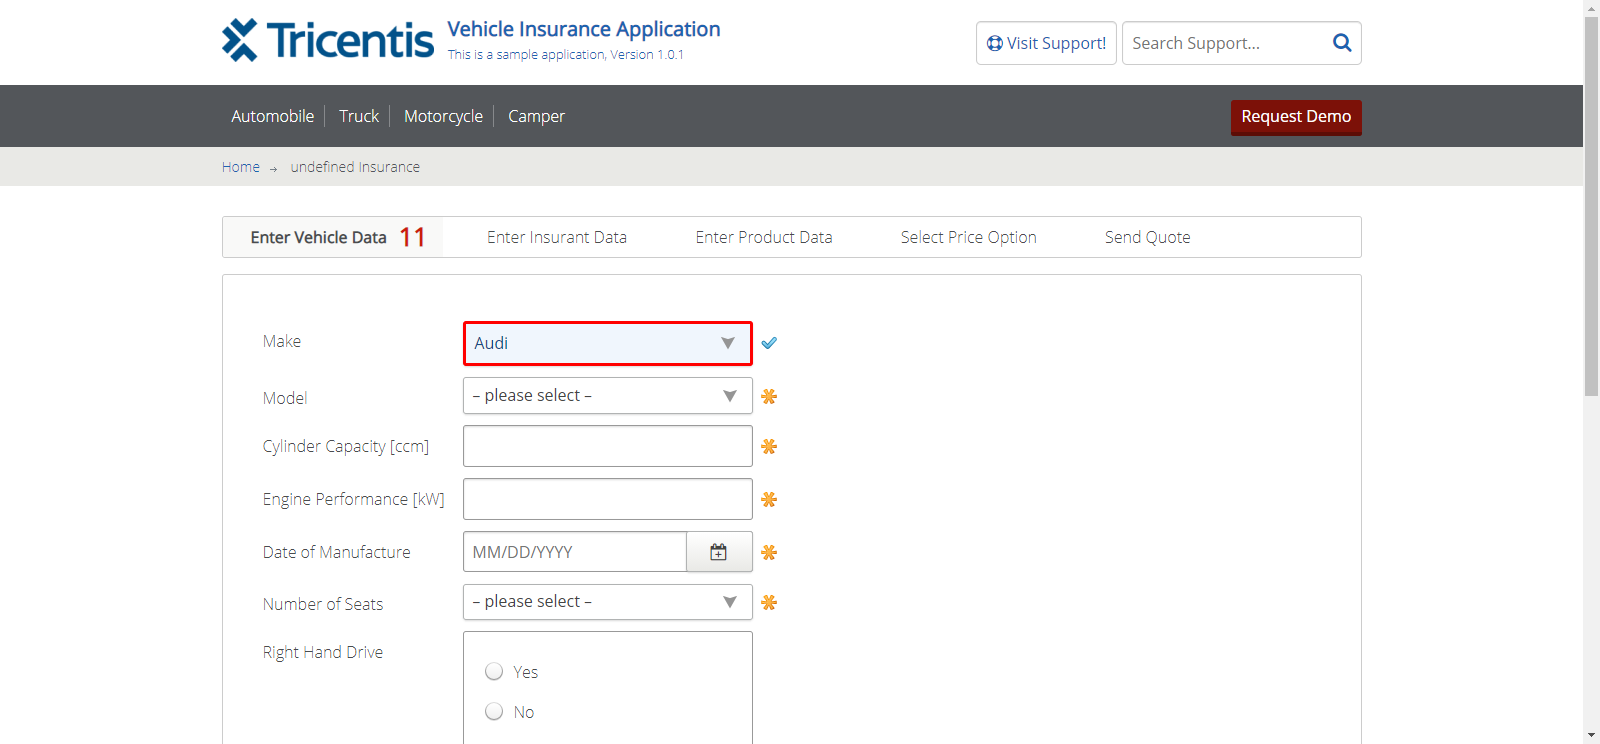 Tricentis
Vehicle Insurance Application
This is a sample application, Version 1.0.1
Visit Support!
Search Support...
Automobile
Truck
Motorcycle
Camper
Request Demo
Home → undefined Insurance
Enter Vehicle Data 11
Enter Insurant Data
Enter Product Data
Select Price Option
Send Quote
Make
Audi
Model
– please select –
Cylinder Capacity [ccm]
Engine Performance [kW]
Date of Manufacture
MM/DD/YYYY
Number of Seats
– please select –
Right Hand Drive
Yes
No